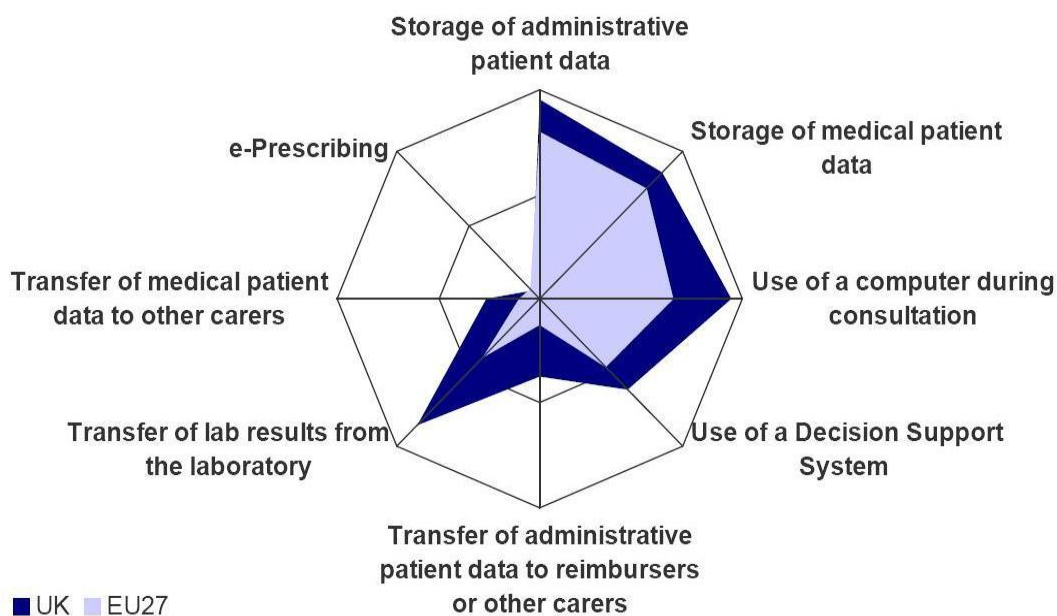 Storage of administrative
patient data
Storage of medical patient
data
e-Prescribing
Transfer of medical patient
data to other carers
Use of a computer during
consultation
Transfer of lab results from
the laboratory
Use of a Decision Support
System
Transfer of administrative
patient data to reimbursers
or other carers
UK EU27